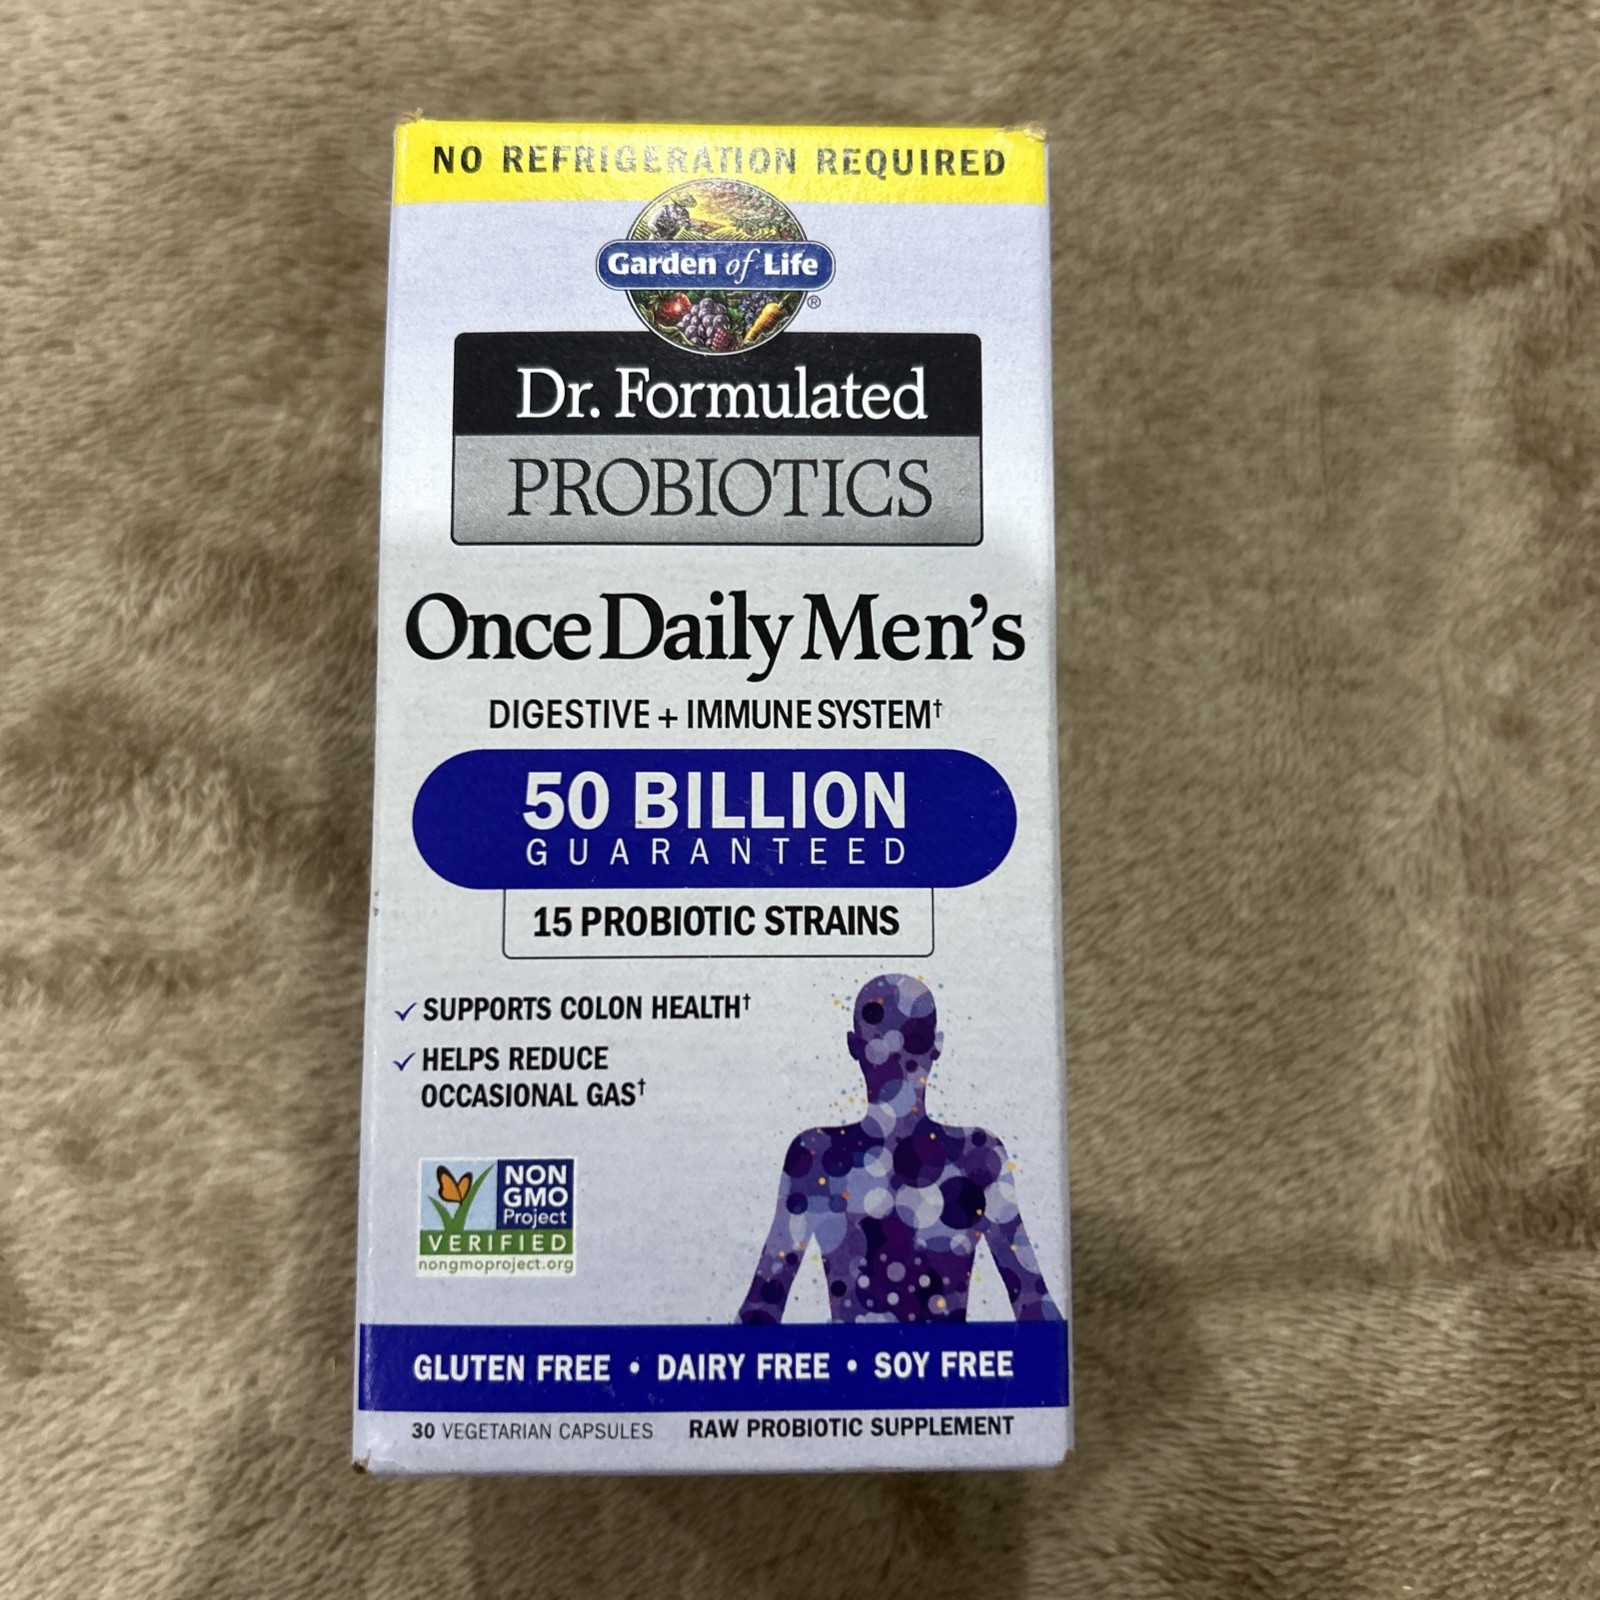 NO REFRIGERATION REQUIRED
Garden of Life
®
Dr. Formulated
PROBIOTICS
Once Daily Men's
DIGESTIVE + IMMUNE SYSTEM†
50 BILLION
GUARANTEED
15 PROBIOTIC STRAINS
✓ SUPPORTS COLON HEALTH†
✓ HELPS REDUCE
OCCASIONAL GAS†
NON
GMO
Project
VERIFIED
nongmoproject.org
GLUTEN FREE • DAIRY FREE • SOY FREE
30 VEGETARIAN CAPSULES RAW PROBIOTIC SUPPLEMENT